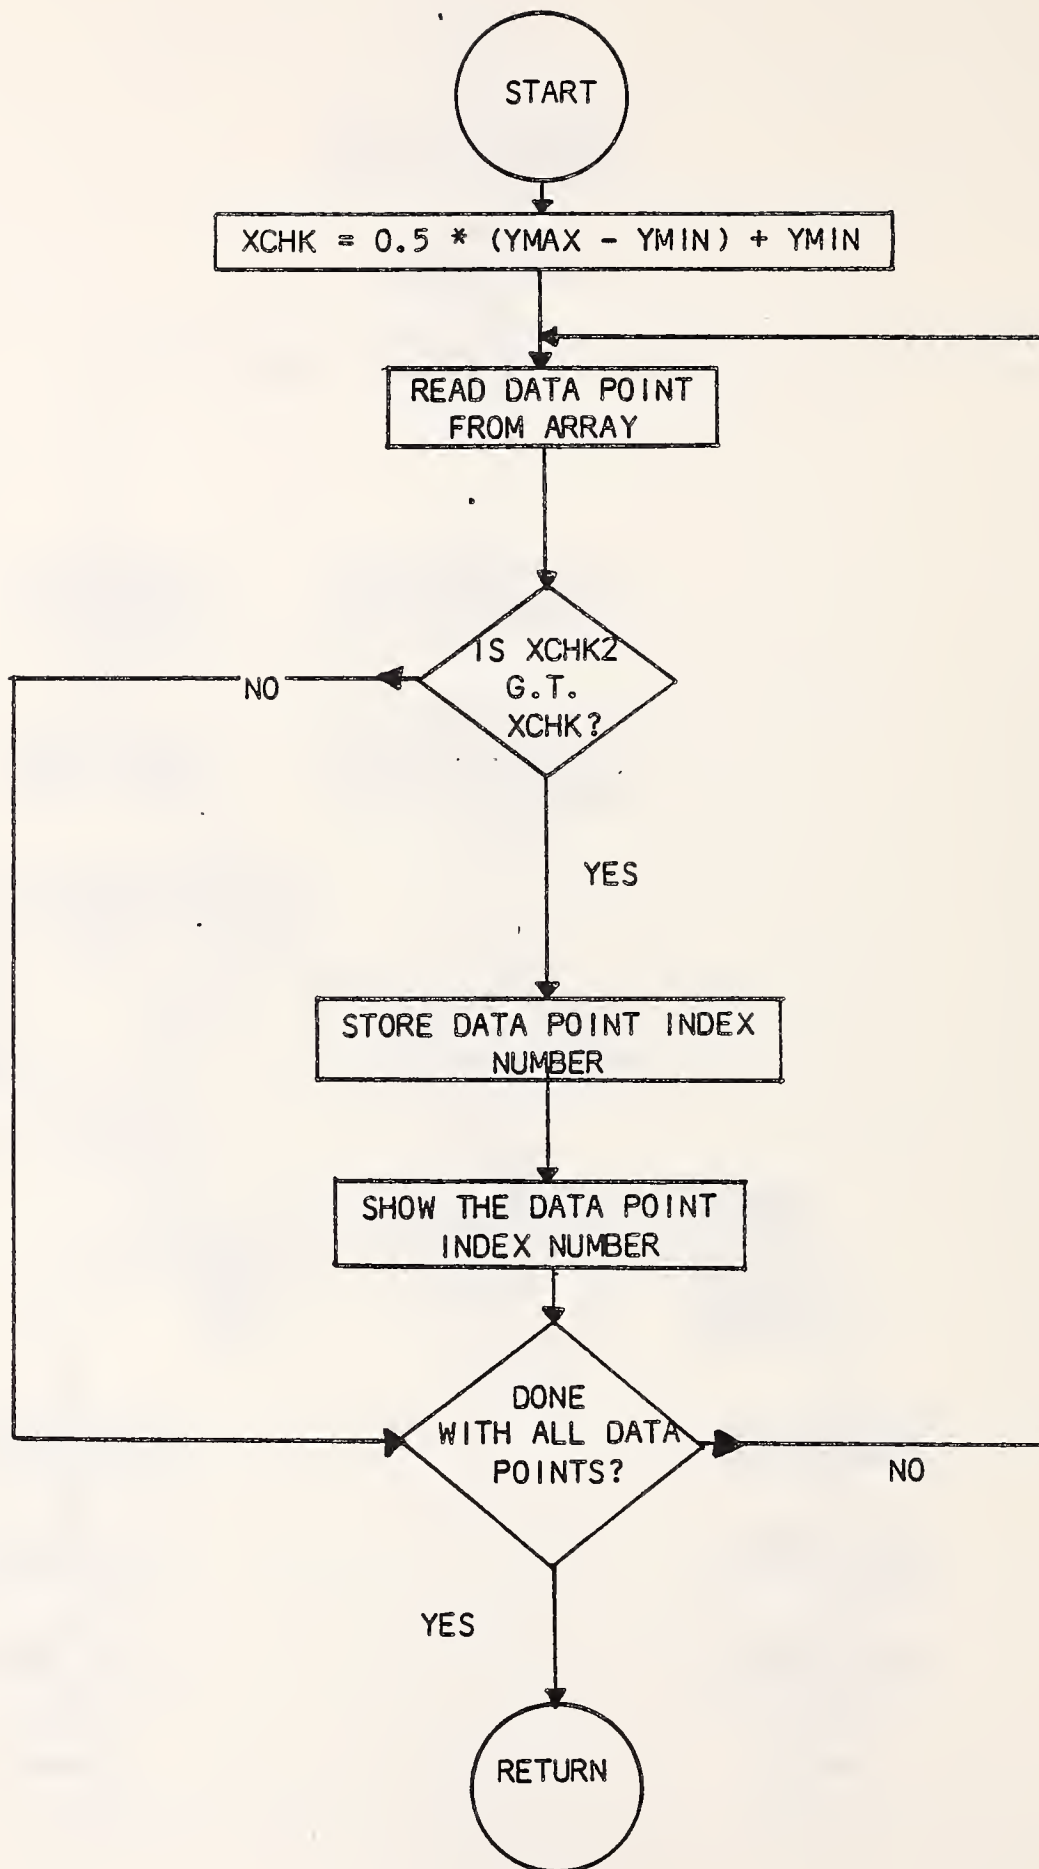 START
XCHK = 0.5 * (YMAX - YMIN) + YMIN
READ DATA POINT
FROM ARRAY
IS XCHK2
G.T.
XCHK?
NO
YES
STORE DATA POINT INDEX
NUMBER
SHOW THE DATA POINT
INDEX NUMBER
DONE
WITH ALL DATA
POINTS?
NO
YES
RETURN